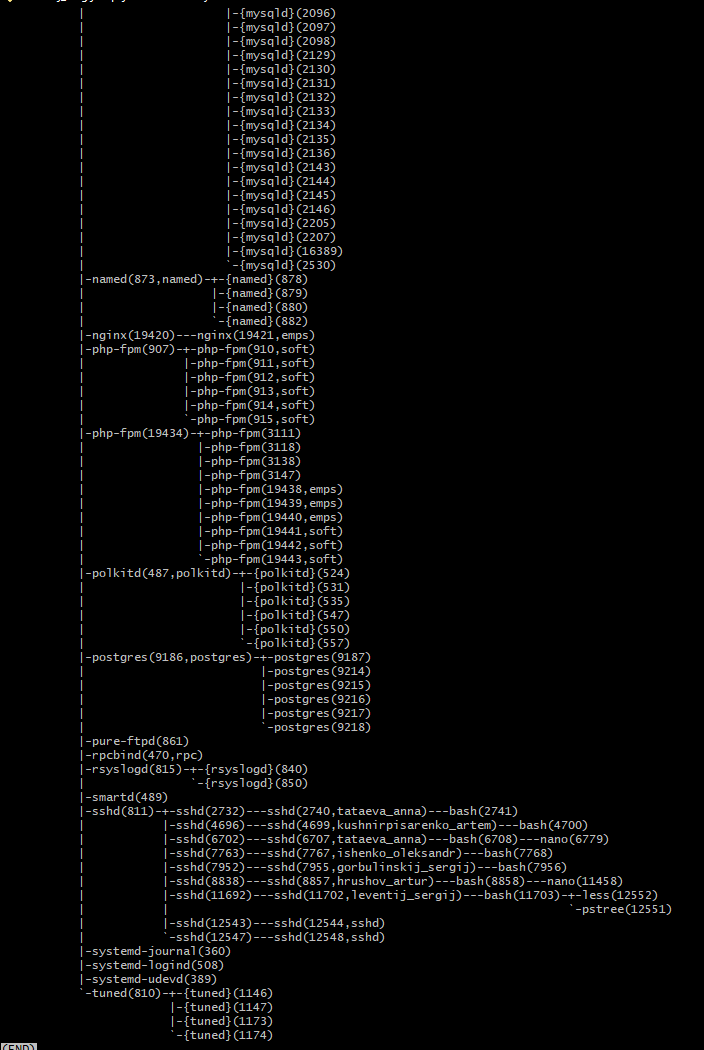 |                   |-{mysqld}(2096)
|                   |-{mysqld}(2097)
|                   |-{mysqld}(2098)
|                   |-{mysqld}(2129)
|                   |-{mysqld}(2130)
|                   |-{mysqld}(2131)
|                   |-{mysqld}(2132)
|                   |-{mysqld}(2133)
|                   |-{mysqld}(2134)
|                   |-{mysqld}(2135)
|                   |-{mysqld}(2136)
|                   |-{mysqld}(2143)
|                   |-{mysqld}(2144)
|                   |-{mysqld}(2145)
|                   |-{mysqld}(2146)
|                   |-{mysqld}(2205)
|                   |-{mysqld}(2207)
|                   |-{mysqld}(16389)
|                   `-{mysqld}(2530)
|-named(873,named)-+-{named}(878)
|                  |-{named}(879)
|                  |-{named}(880)
|                  `-{named}(882)
|-nginx(19420)---nginx(19421,emps)
|-php-fpm(907)-+-php-fpm(910,soft)
|              |-php-fpm(911,soft)
|              |-php-fpm(912,soft)
|              |-php-fpm(913,soft)
|              |-php-fpm(914,soft)
|              `-php-fpm(915,soft)
|-php-fpm(19434)-+-php-fpm(3111)
|                |-php-fpm(3118)
|                |-php-fpm(3138)
|                |-php-fpm(3147)
|                |-php-fpm(19438,emps)
|                |-php-fpm(19439,emps)
|                |-php-fpm(19440,emps)
|                |-php-fpm(19441,soft)
|                |-php-fpm(19442,soft)
|                `-php-fpm(19443,soft)
|-polkitd(487,polkitd)-+-{polkitd}(524)
|                      |-{polkitd}(531)
|                      |-{polkitd}(535)
|                      |-{polkitd}(547)
|                      |-{polkitd}(550)
|                      `-{polkitd}(557)
|-postgres(9186,postgres)-+-postgres(9187)
|                         |-postgres(9214)
|                         |-postgres(9215)
|                         |-postgres(9216)
|                         |-postgres(9217)
|                         `-postgres(9218)
|-pure-ftpd(861)
|-rpcbind(470,rpc)
|-rsyslogd(815)-+-{rsyslogd}(840)
|               `-{rsyslogd}(850)
|-smartd(489)
|-sshd(811)-+-sshd(2732)---sshd(2740,tataeva_anna)---bash(2741)
|           |-sshd(4696)---sshd(4699,kushnirpisarenko_artem)---bash(4700)
|           |-sshd(6702)---sshd(6707,tataeva_anna)---bash(6708)---nano(6779)
|           |-sshd(7763)---sshd(7767,ishenko_oleksandr)---bash(7768)
|           |-sshd(7952)---sshd(7955,gorbulinskij_sergij)---bash(7956)
|           |-sshd(8838)---sshd(8857,hrushov_artur)---bash(8858)---nano(11458)
|           |-sshd(11692)---sshd(11702,leventij_sergij)---bash(11703)-+-less(12552)
|           |                                                         `-pstree(12551)
|           |-sshd(12543)---sshd(12544,sshd)
|           `-sshd(12547)---sshd(12548,sshd)
|-systemd-journal(360)
|-systemd-logind(508)
|-systemd-udevd(389)
`-tuned(810)-+-{tuned}(1146)
             |-{tuned}(1147)
             |-{tuned}(1173)
             `-{tuned}(1174)
(END)